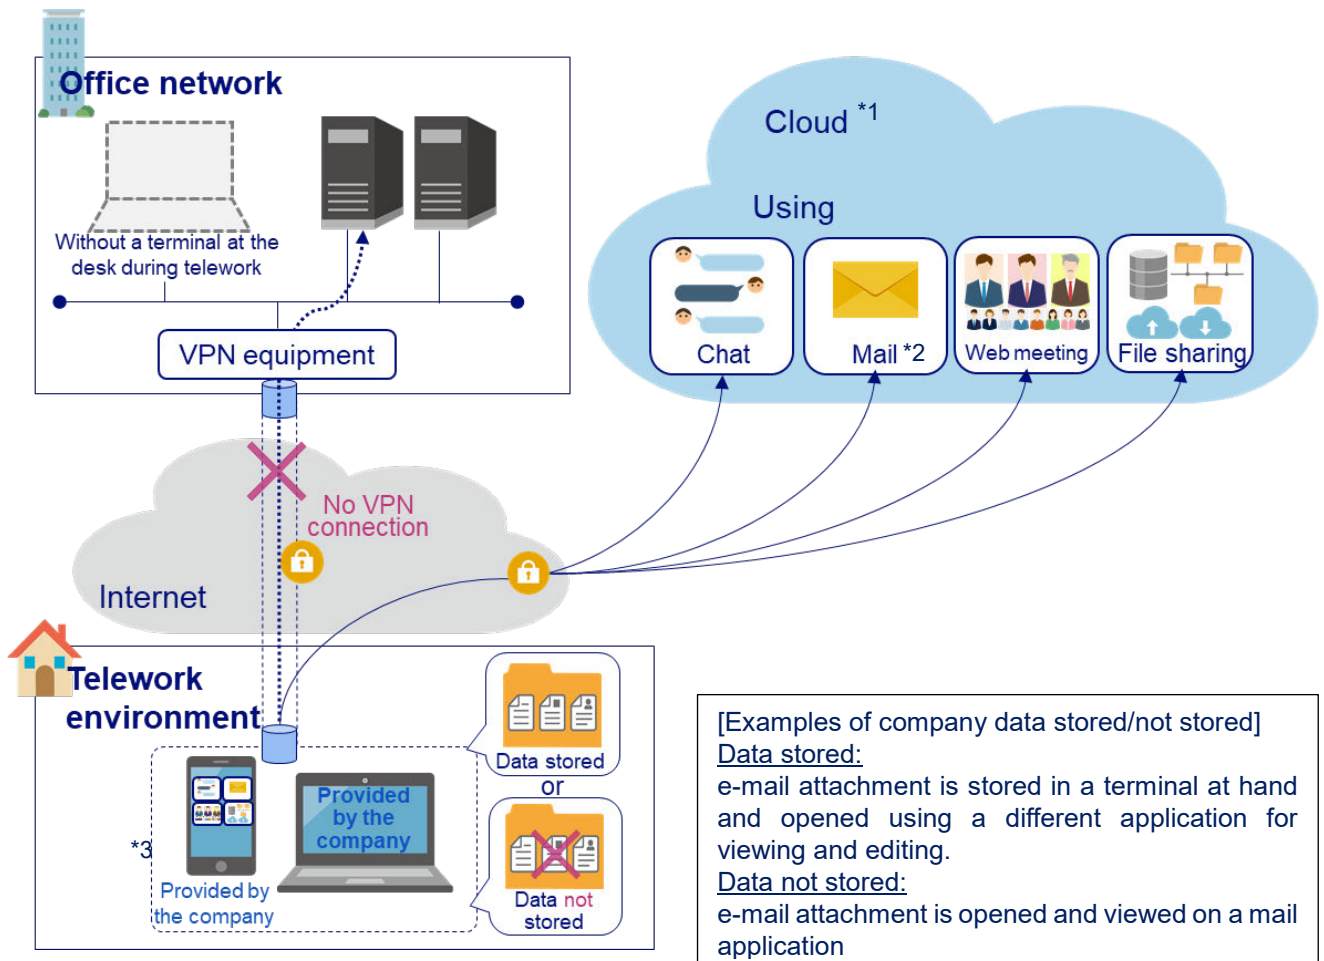 Office network
Without a terminal at the
desk during telework
VPN equipment
Cloud *1
Using
Chat
Mail *2
Web meeting
File sharing
No VPN
connection
Internet
Telework
environment
Data stored
or
Data not
stored
Provided
by the
company
*3
Provided by
the company
[Examples of company data stored/not stored]
Data stored:
e-mail attachment is stored in a terminal at hand
and opened using a different application for
viewing and editing.
Data not stored:
e-mail attachment is opened and viewed on a mail
application